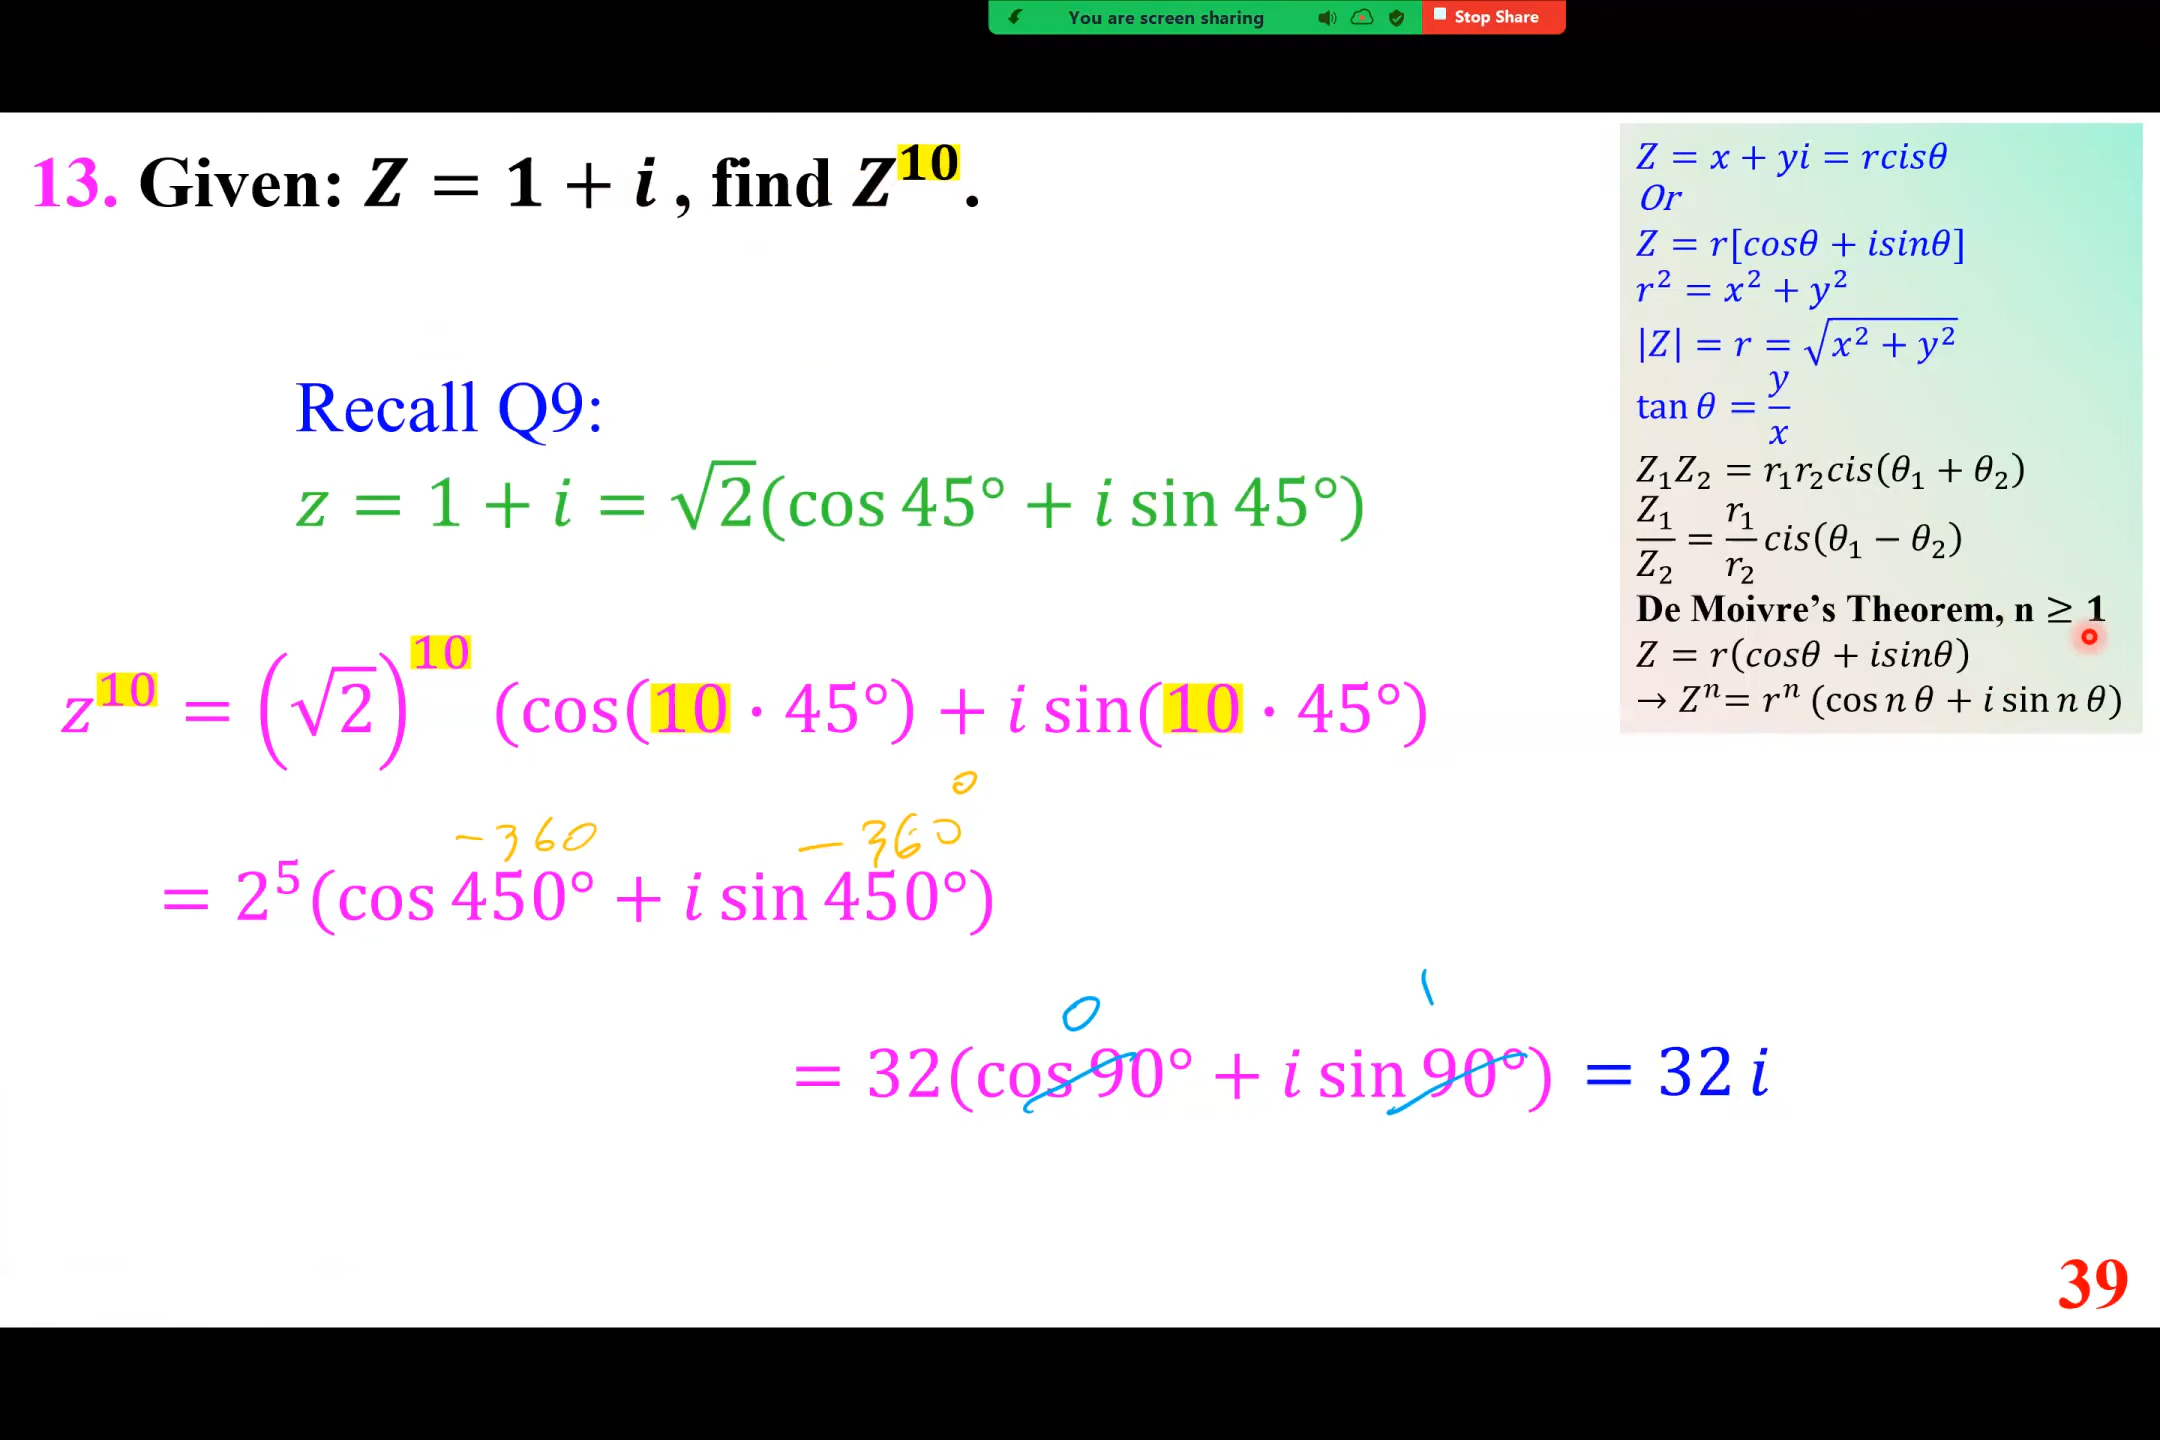 You are screen sharing Stop Share
13. Given: Z = 1 + i , find Z¹⁰.
Recall Q9:
z = 1 + i = √2(cos 45° + i sin 45°)
z¹⁰ = (√2)¹⁰ (cos(10 · 45°) + i sin(10 · 45°)
−360 −360°
= 2⁵(cos 450° + i sin 450°)
0 1
= 32(cos 90° + i sin 90°) = 32 i
Z = x + yi = rcisθ
Or
Z = r[cosθ + isinθ]
r² = x² + y²
|Z| = r = √(x² + y²)
tan θ = y/x
Z₁Z₂ = r₁r₂cis(θ₁ + θ₂)
Z₁/Z₂ = r₁/r₂ cis(θ₁ − θ₂)
De Moivre’s Theorem, n ≥ 1
Z = r(cosθ + isinθ)
→ Zⁿ= rⁿ (cos n θ + i sin n θ)
39